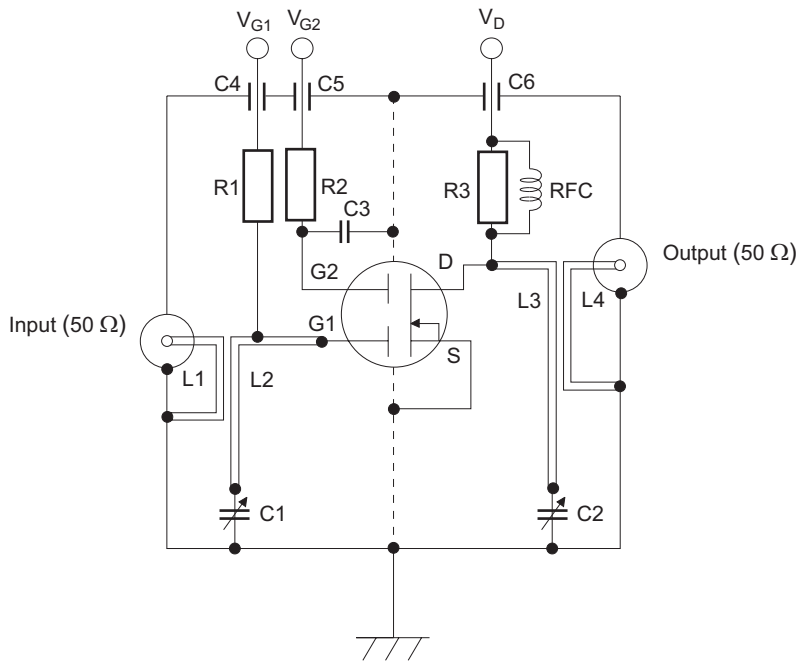 V_G1
V_G2
V_D
C4
C5
C6
R1
R2
C3
R3
RFC
G2
D
Output (50 Ω)
L3
L4
Input (50 Ω)
G1
S
L1
L2
C1
C2